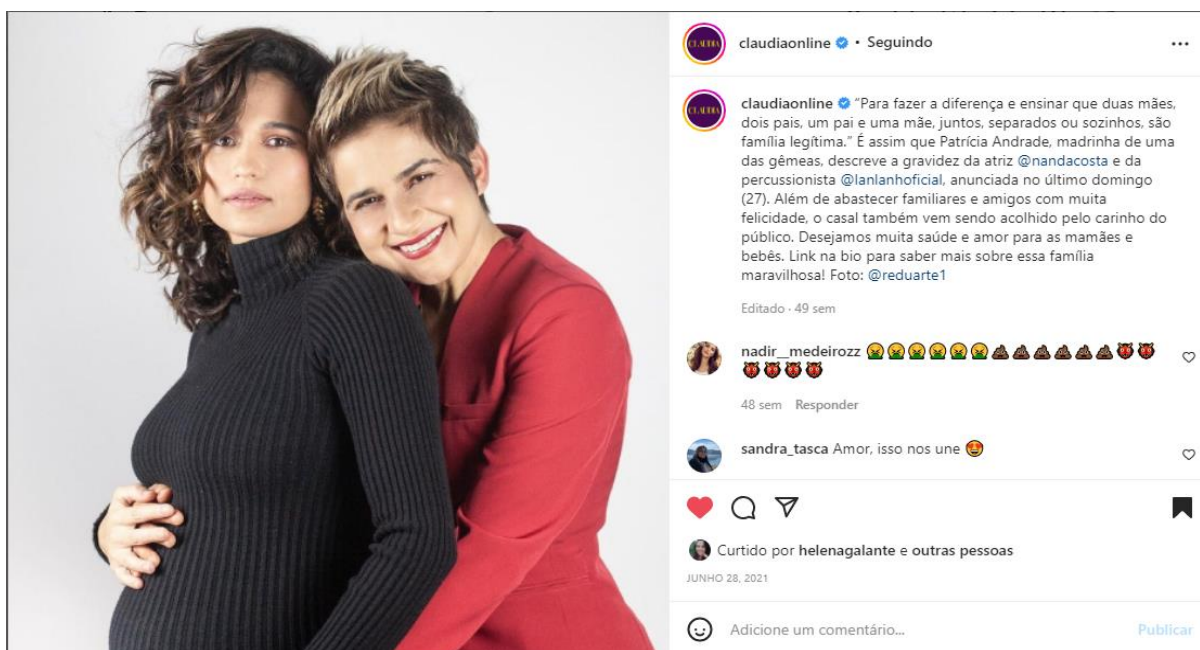 CLAUDIA
claudiaonline • Seguindo
CLAUDIA
claudiaonline “Para fazer a diferença e ensinar que duas mães,
dois pais, um pai e uma mãe, juntos, separados ou sozinhos, são
família legítima.” É assim que Patrícia Andrade, madrinha de uma
das gêmeas, descreve a gravidez da atriz @nandacosta e da
percussionista @lanlanhoficial, anunciada no último domingo
(27). Além de abastecer familiares e amigos com muita
felicidade, o casal também vem sendo acolhido pelo carinho do
público. Desejamos muita saúde e amor para as mamães e
bebês. Link na bio para saber mais sobre essa família
maravilhosa! Foto: @reduarte1
Editado · 49 sem
nadir__medeirozz 🤮🤮🤮🤮🤮🤮💩💩💩💩💩💩👹👹
👹👹👹👹
48 sem Responder
sandra_tasca Amor, isso nos une 😍
Curtido por helenagalante e outras pessoas
JUNHO 28, 2021
Adicione um comentário... Publicar